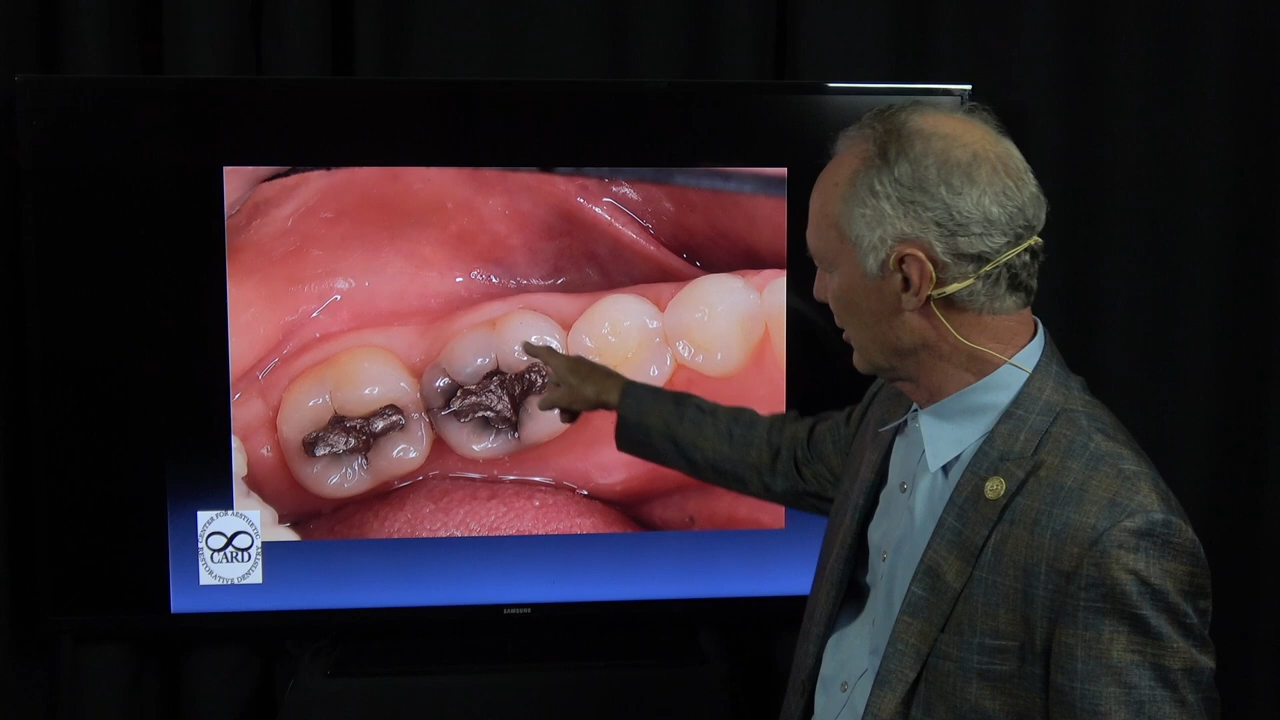 CENTER FOR AESTHETIC
CARD
RESTORATIVE DENTISTRY
SAMSUNG